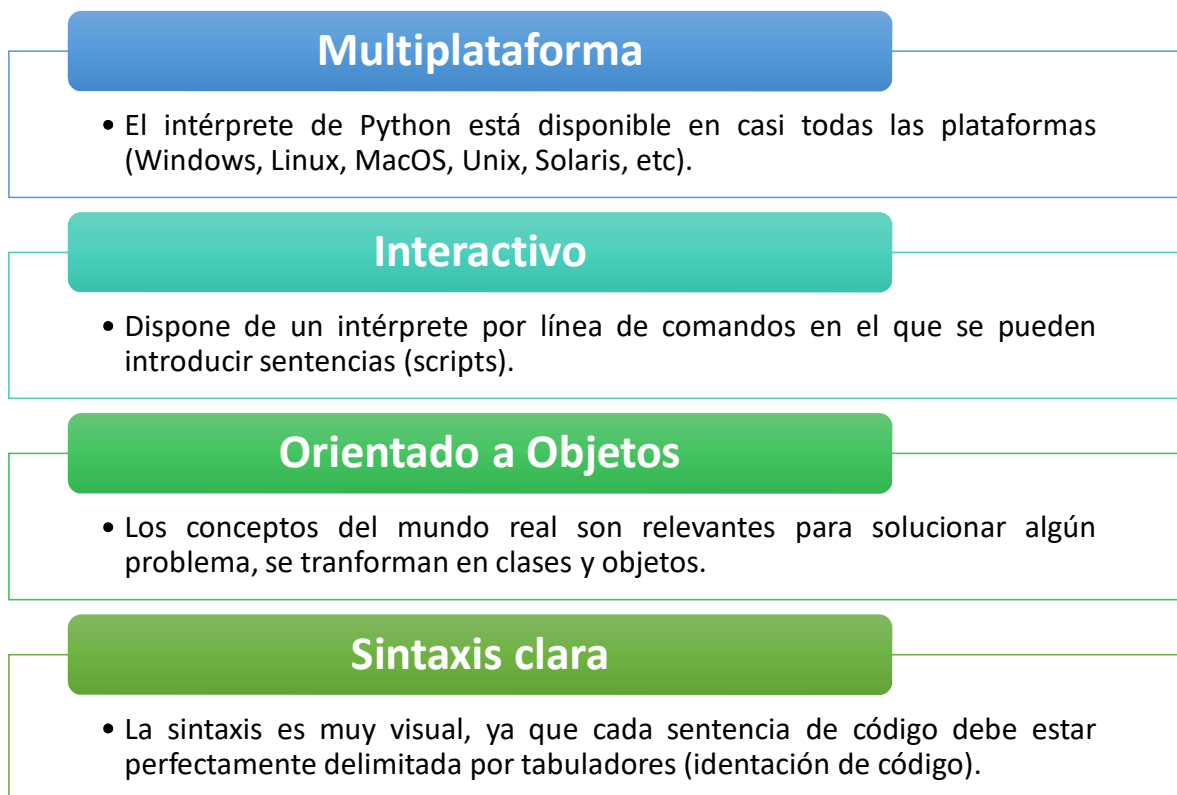 Multiplataforma
• El intérprete de Python está disponible en casi todas las plataformas
(Windows, Linux, MacOS, Unix, Solaris, etc).
Interactivo
• Dispone de un intérprete por línea de comandos en el que se pueden
introducir sentencias (scripts).
Orientado a Objetos
• Los conceptos del mundo real son relevantes para solucionar algún
problema, se tranforman en clases y objetos.
Sintaxis clara
• La sintaxis es muy visual, ya que cada sentencia de código debe estar
perfectamente delimitada por tabuladores (identación de código).